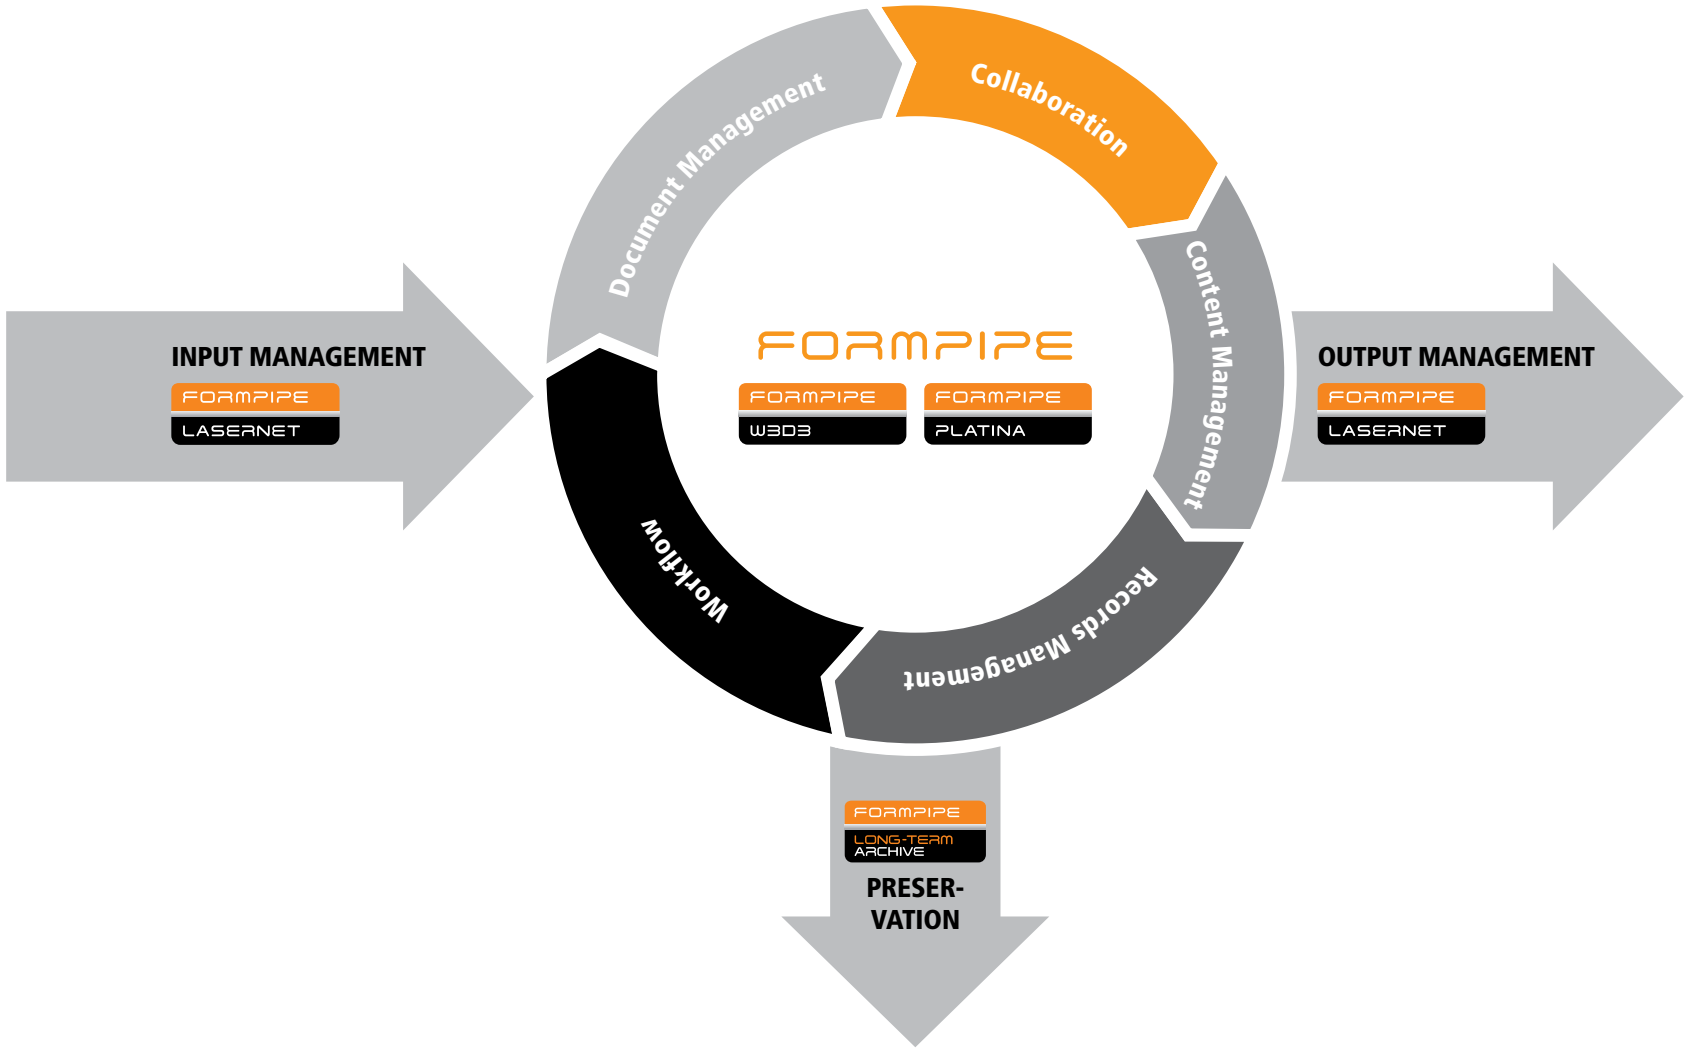 Collaboration
Document Management
Content Management
FORMPIPE
INPUT MANAGEMENT
FORMPIPE
LASERNET
FORMPIPE
W3D3
FORMPIPE
PLATINA
OUTPUT MANAGEMENT
FORMPIPE
LASERNET
Workflow
Records Management
FORMPIPE
LONG-TERM
ARCHIVE
PRESER-
VATION